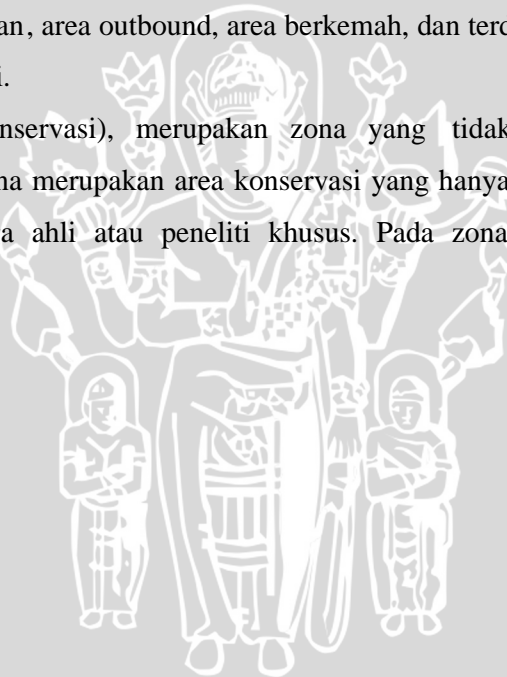 an, area outbound, area berkemah, dan terd
i.
nservasi), merupakan zona yang tidak
na merupakan area konservasi yang hanya
a ahli atau peneliti khusus. Pada zona